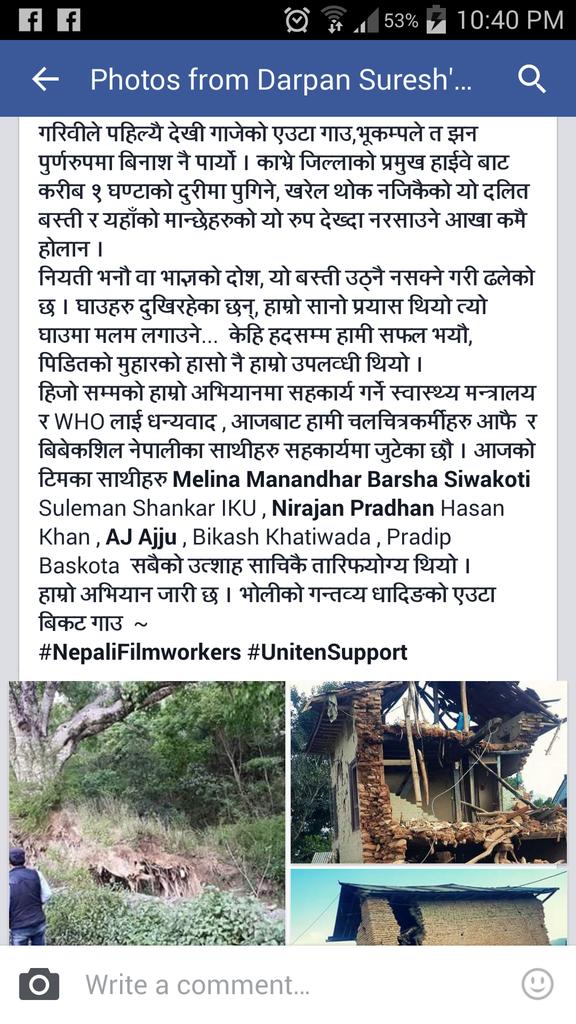 53% 10:40 PM
Photos from Darpan Suresh'...
गरिवीले पहिल्यै देखी गाजेको एउटा गाउ,भूकम्पले त झन
पुर्णरुपमा बिनाश नै पार्यो । काभ्रे जिल्लाको प्रमुख हाईवे बाट
करीब १ घण्टाको दुरीमा पुगिने, खरेल थोक नजिकैको यो दलित
बस्ती र यहाँको मान्छेहरुको यो रुप देख्दा नरसाउने आखा कमै
होलान ।
नियती भनौ वा भाज्ञको दोश, यो बस्ती उठ्नै नसक्ने गरी ढलेको
छ । घाउहरु दुखिरहेका छन्, हाम्रो सानो प्रयास थियो त्यो
घाउमा मलम लगाउने... केहि हदसम्म हामी सफल भयौ,
पिडितको मुहारको हासो नै हाम्रो उपलव्धी थियो ।
हिजो सम्मको हाम्रो अभियानमा सहकार्य गर्ने स्वास्थ्य मन्त्रालय
र WHO लाई धन्यवाद , आजबाट हामी चलचित्रकर्मीहरु आफै र
बिबेकशिल नेपालीका साथीहरु सहकार्यमा जुटेका छौ । आजको
टिमका साथीहरु Melina Manandhar Barsha Siwakoti
Suleman Shankar IKU , Nirajan Pradhan Hasan
Khan , AJ Ajju , Bikash Khatiwada , Pradip
Baskota सबैको उत्शाह साचिकै तारिफयोग्य थियो ।
हाम्रो अभियान जारी छ । भोलीको गन्तव्य धादिङको एउटा
बिकट गाउ ~
#NepaliFilmworkers #UnitenSupport
Write a comment...